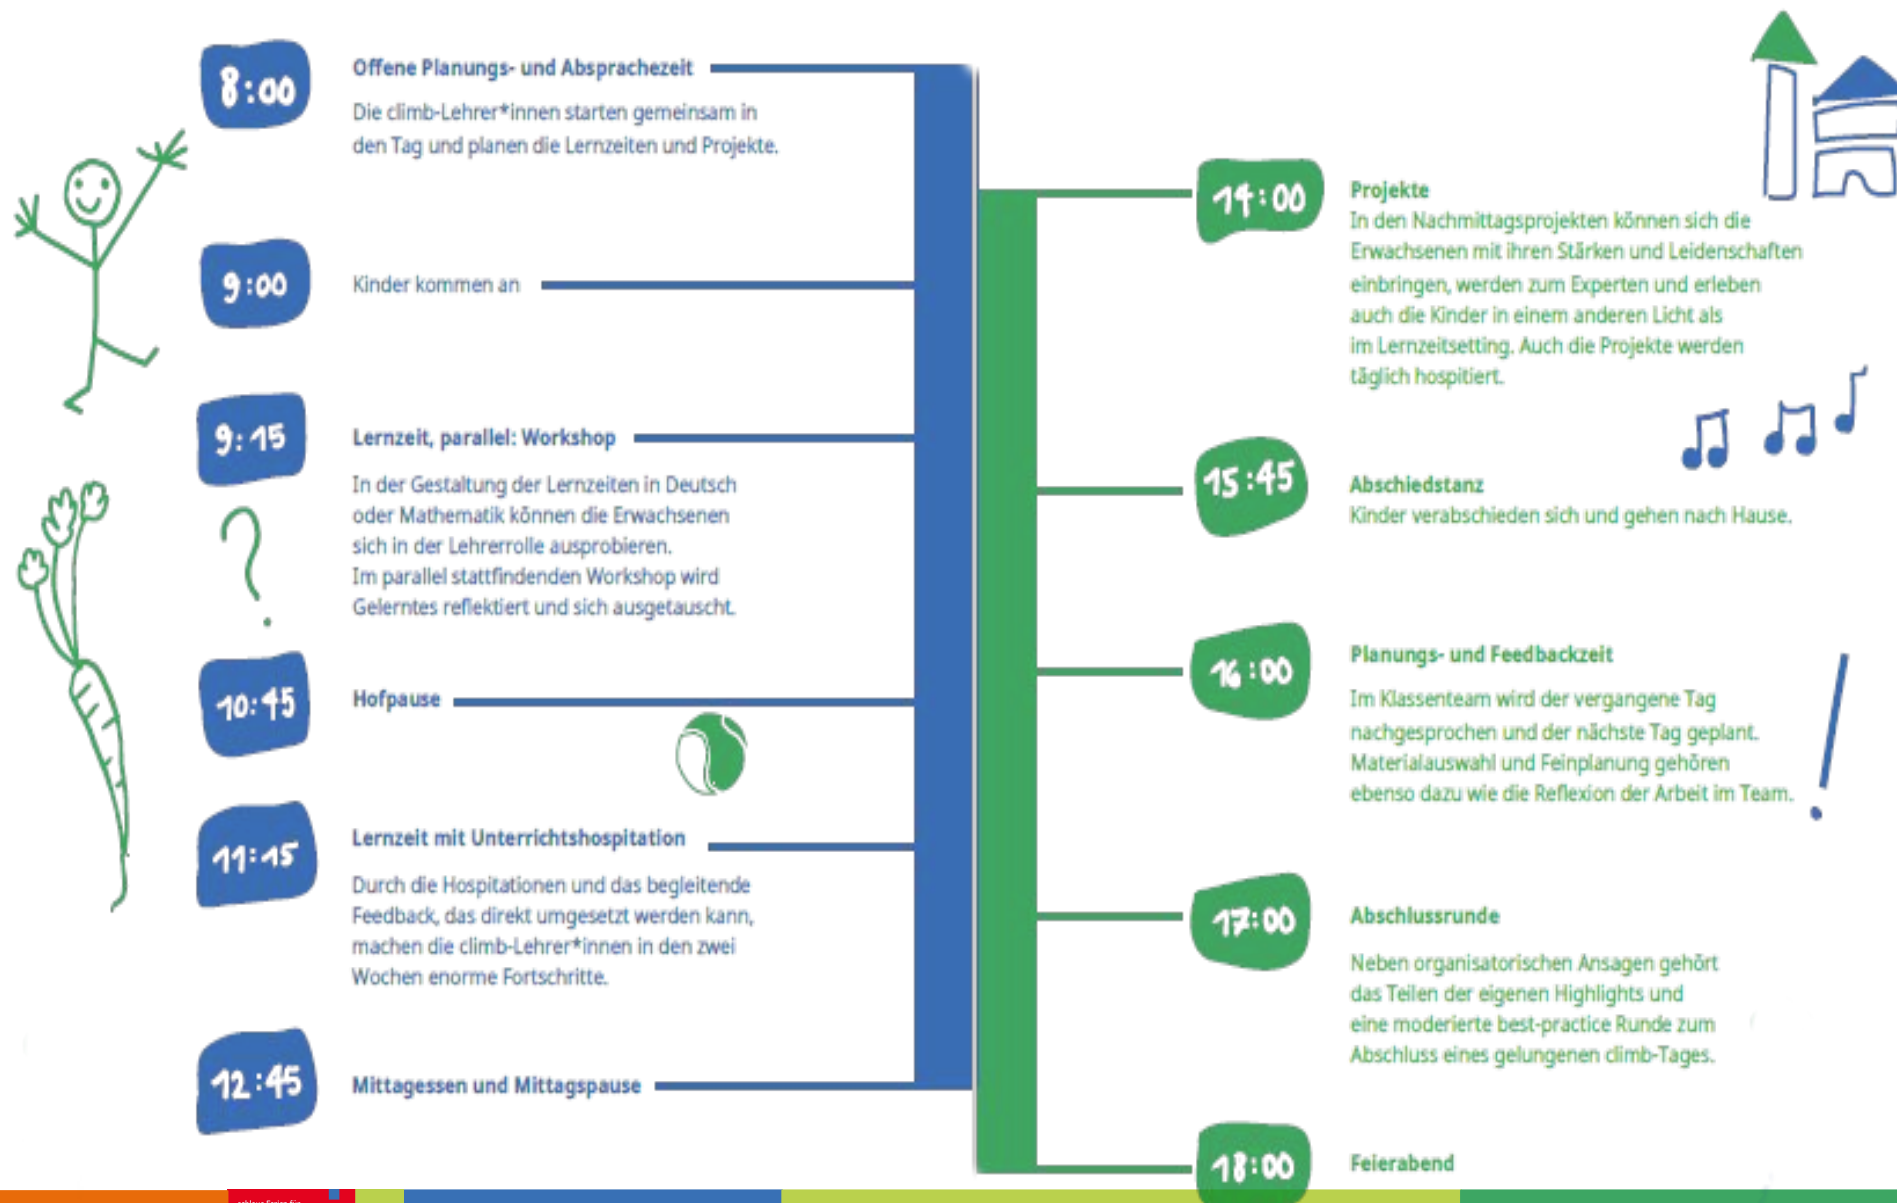 8:00
Offene Planungs- und Absprachezeit
Die climb-Lehrer*innen starten gemeinsam in
den Tag und planen die Lernzeiten und Projekte.
9:00
Kinder kommen an
9:15
Lernzeit, parallel: Workshop
In der Gestaltung der Lernzeiten in Deutsch
oder Mathematik können die Erwachsenen
sich in der Lehrerrolle ausprobieren.
Im parallel stattfindenden Workshop wird
Gelerntes reflektiert und sich ausgetauscht.
?
10:45
Hofpause
11:15
Lernzeit mit Unterrichtshospitation
Durch die Hospitationen und das begleitende
Feedback, das direkt umgesetzt werden kann,
machen die climb-Lehrer*innen in den zwei
Wochen enorme Fortschritte.
12:45
Mittagessen und Mittagspause
14:00
Projekte
In den Nachmittagsprojekten können sich die
Erwachsenen mit ihren Stärken und Leidenschaften
einbringen, werden zum Experten und erleben
auch die Kinder in einem anderen Licht als
im Lernzeitsetting. Auch die Projekte werden
täglich hospitiert.
15:45
Abschiedstanz
Kinder verabschieden sich und gehen nach Hause.
16:00
Planungs- und Feedbackzeit
Im Klassenteam wird der vergangene Tag
nachgesprochen und der nächste Tag geplant.
Materialauswahl und Feinplanung gehören
ebenso dazu wie die Reflexion der Arbeit im Team.
!
17:00
Abschlussrunde
Neben organisatorischen Ansagen gehört
das Teilen der eigenen Highlights und
eine moderierte best-practice Runde zum
Abschluss eines gelungenen climb-Tages.
18:00
Feierabend